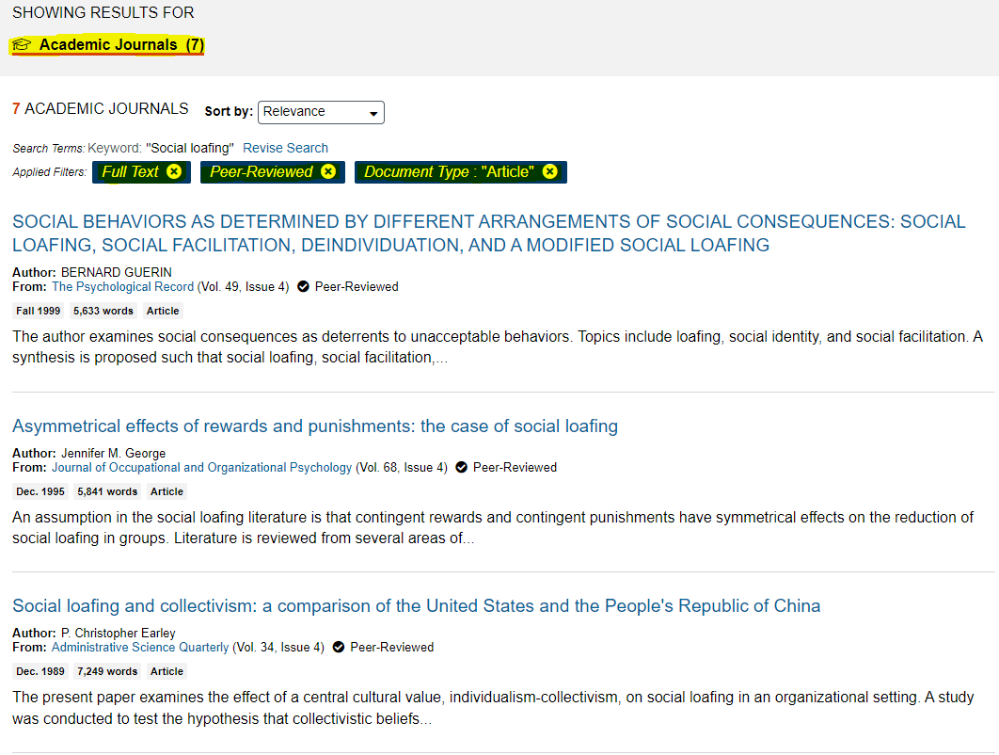 SHOWING RESULTS FOR
Academic Journals (7)
7 ACADEMIC JOURNALS Sort by: Relevance
Search Terms: Keyword: "Social loafing" Revise Search
Applied Filters: Full Text Peer-Reviewed Document Type : "Article"
SOCIAL BEHAVIORS AS DETERMINED BY DIFFERENT ARRANGEMENTS OF SOCIAL CONSEQUENCES: SOCIAL
LOAFING, SOCIAL FACILITATION, DEINDIVIDUATION, AND A MODIFIED SOCIAL LOAFING
Author: BERNARD GUERIN
From: The Psychological Record (Vol. 49, Issue 4) Peer-Reviewed
Fall 1999 5,633 words Article
The author examines social consequences as deterrents to unacceptable behaviors. Topics include loafing, social identity, and social facilitation. A
synthesis is proposed such that social loafing, social facilitation,...
Asymmetrical effects of rewards and punishments: the case of social loafing
Author: Jennifer M. George
From: Journal of Occupational and Organizational Psychology (Vol. 68, Issue 4) Peer-Reviewed
Dec. 1995 5,841 words Article
An assumption in the social loafing literature is that contingent rewards and contingent punishments have symmetrical effects on the reduction of
social loafing in groups. Literature is reviewed from several areas of...
Social loafing and collectivism: a comparison of the United States and the People's Republic of China
Author: P. Christopher Earley
From: Administrative Science Quarterly (Vol. 34, Issue 4) Peer-Reviewed
Dec. 1989 7,249 words Article
The present paper examines the effect of a central cultural value, individualism-collectivism, on social loafing in an organizational setting. A study
was conducted to test the hypothesis that collectivistic beliefs...